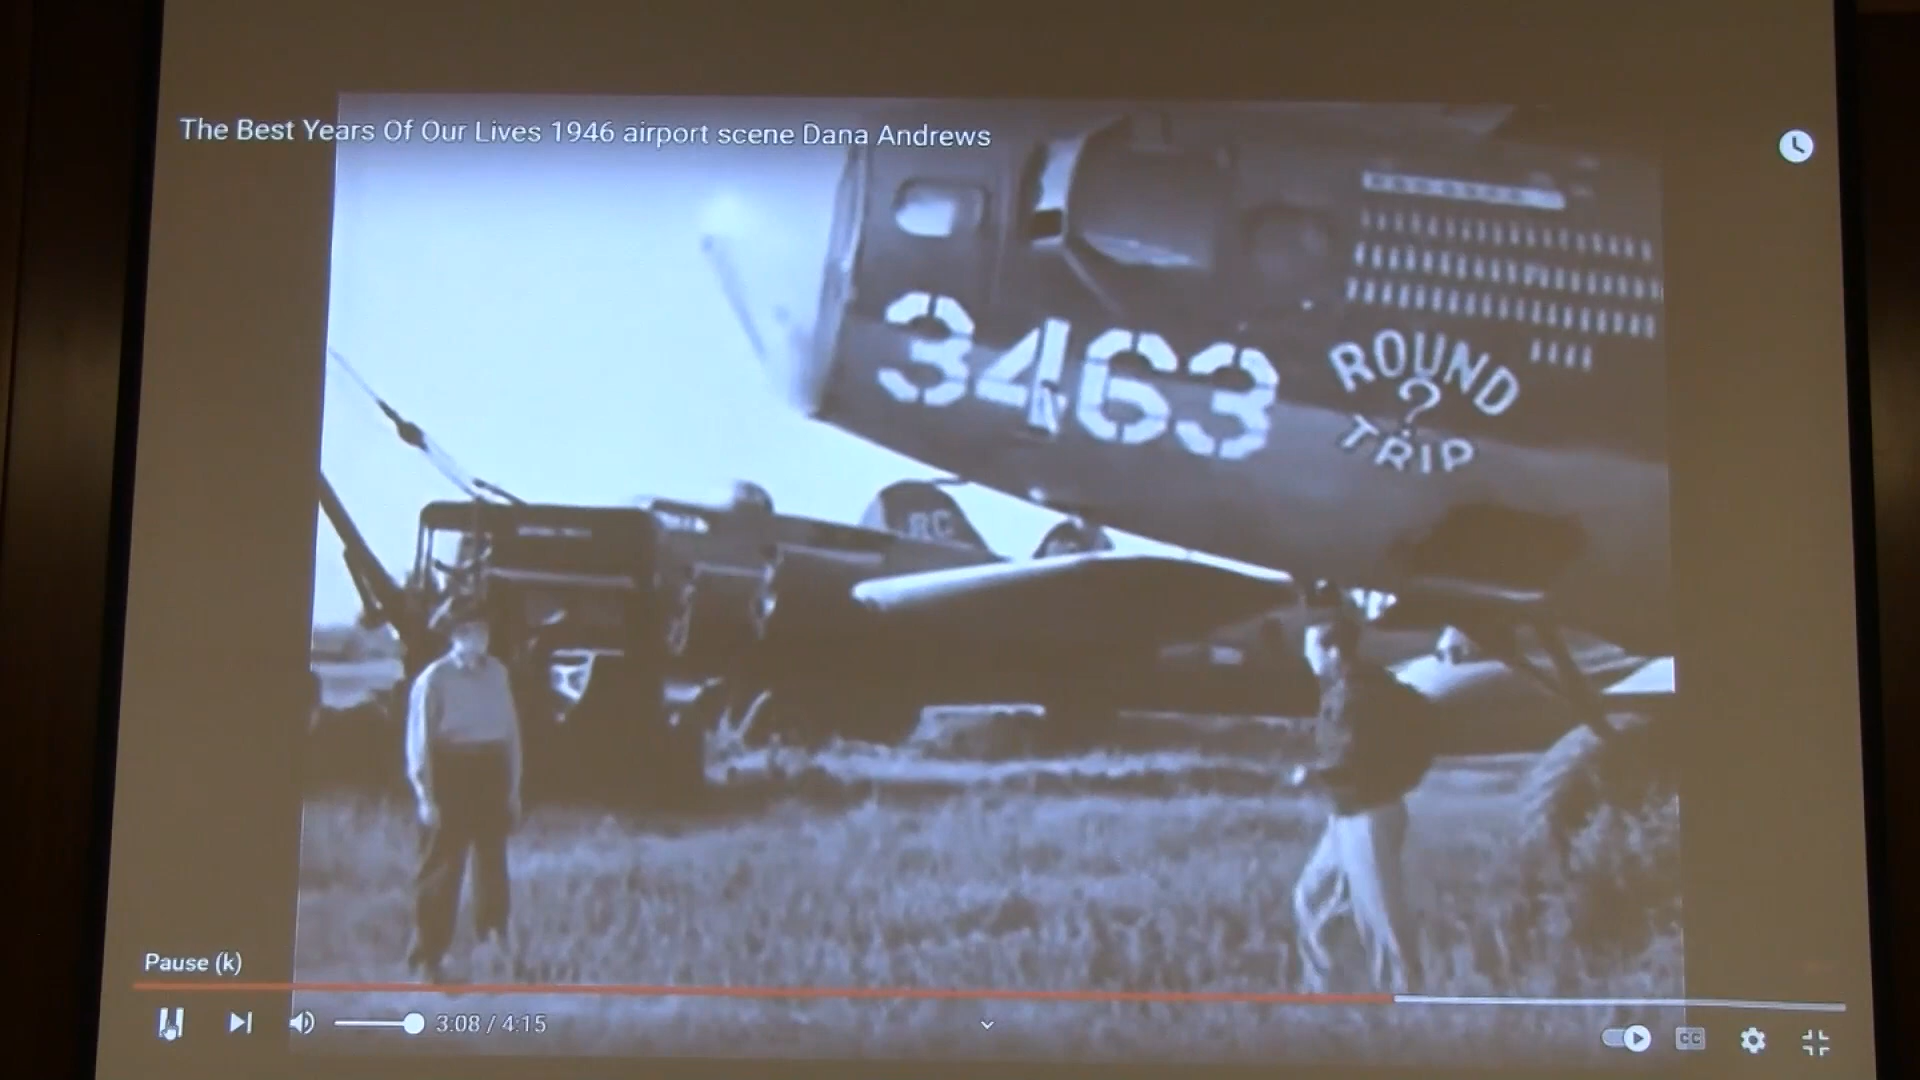 The Best Years Of Our Lives 1946 airport scene Dana Andrews
3463
ROUND
?
TRIP
RC
Pause (k)
3:08 / 4:15
CC